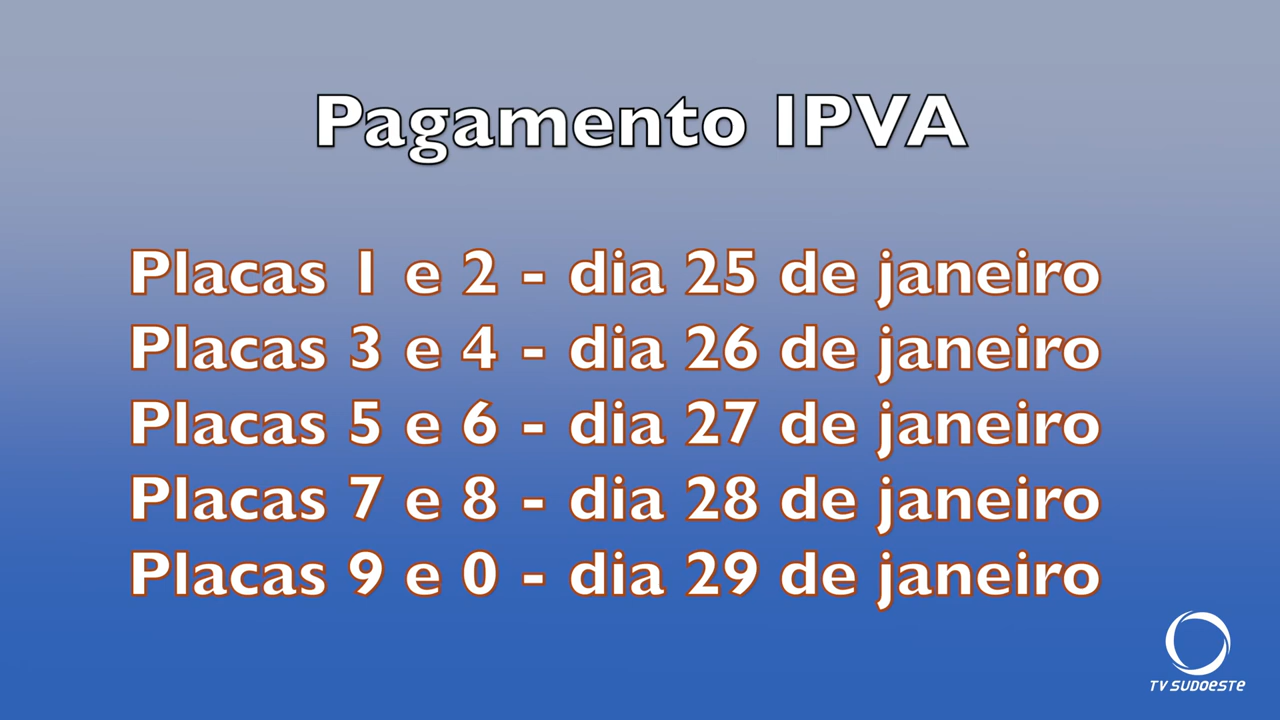 Pagamento IPVA
Placas 1 e 2 - dia 25 de janeiro
Placas 3 e 4 - dia 26 de janeiro
Placas 5 e 6 - dia 27 de janeiro
Placas 7 e 8 - dia 28 de janeiro
Placas 9 e 0 - dia 29 de janeiro
TV SUDOESTE